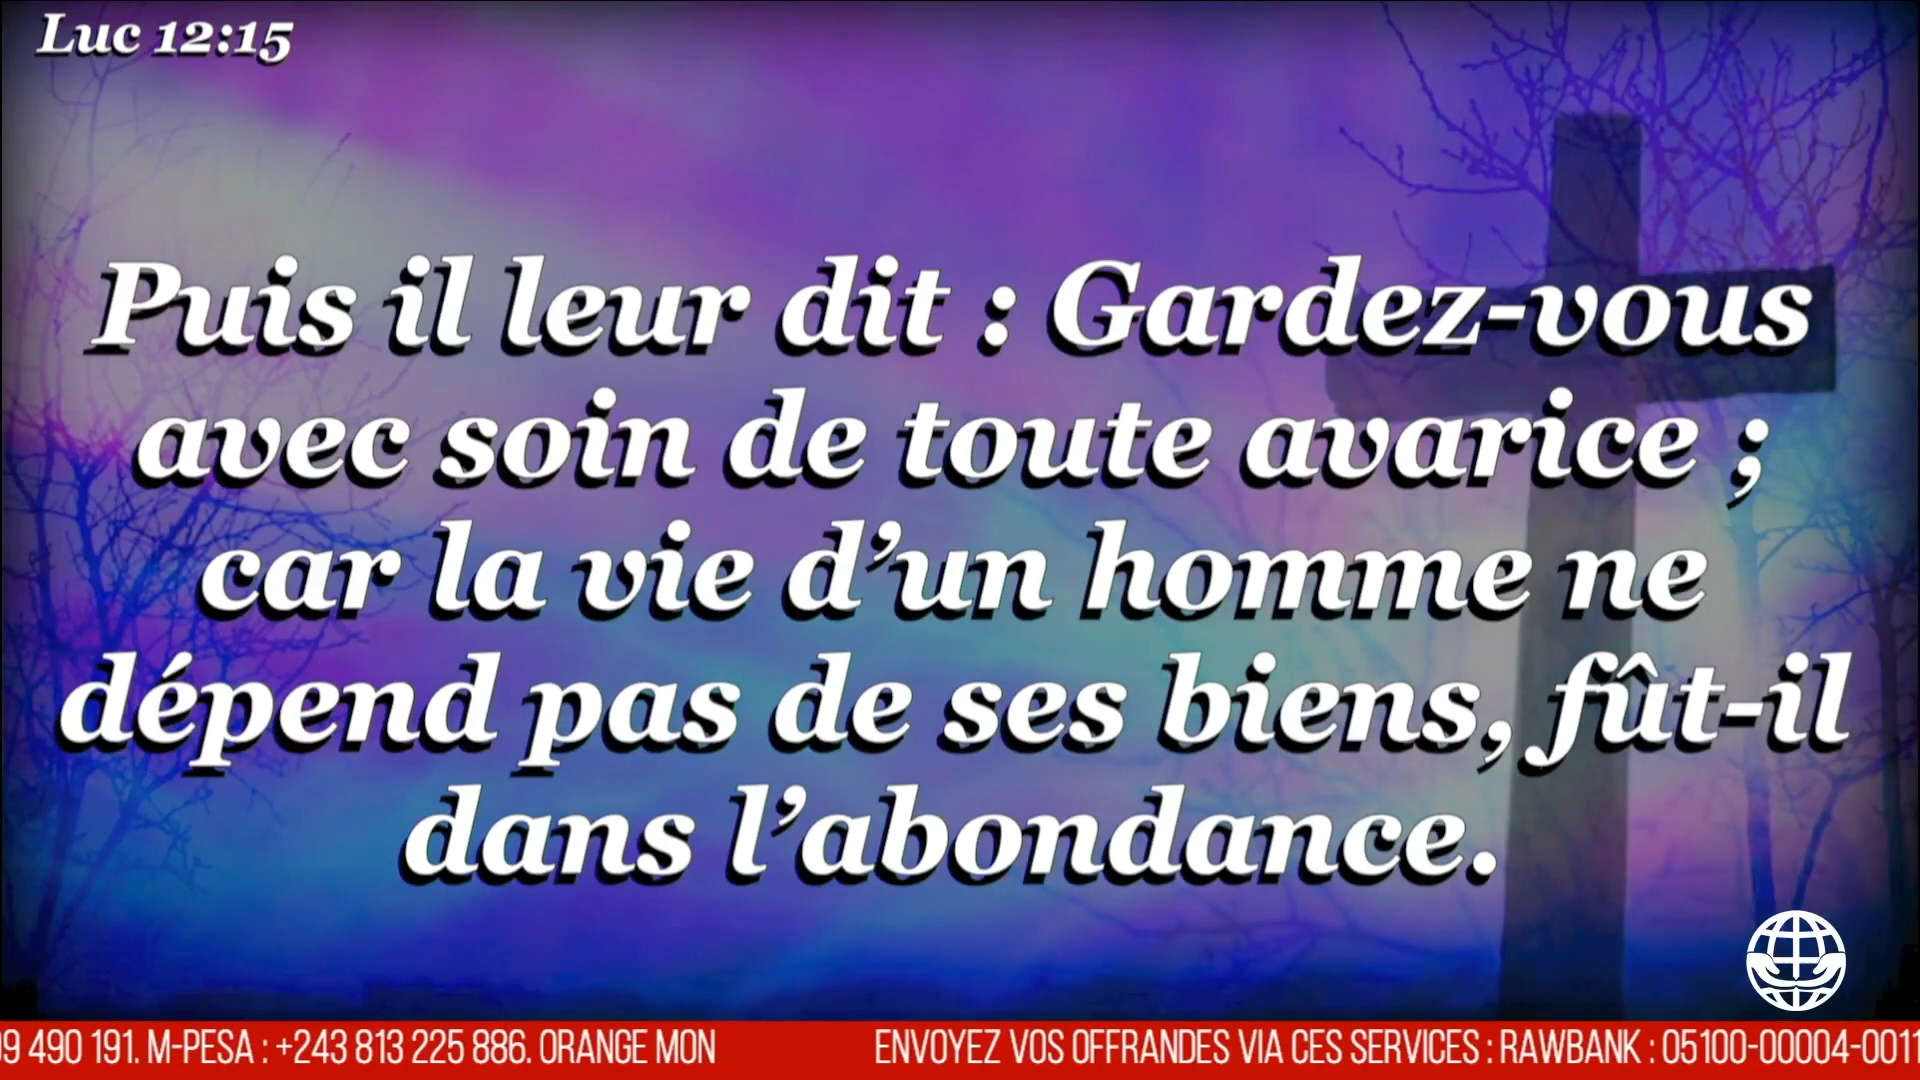 Luc 12:15
Puis il leur dit : Gardez-vous
avec soin de toute avarice ;
car la vie d’un homme ne
dépend pas de ses biens, fût-il
dans l’abondance.
9 490 191. M-PESA : +243 813 225 886. ORANGE MON ENVOYEZ VOS OFFRANDES VIA CES SERVICES : RAWBANK : 05100-00004-0011